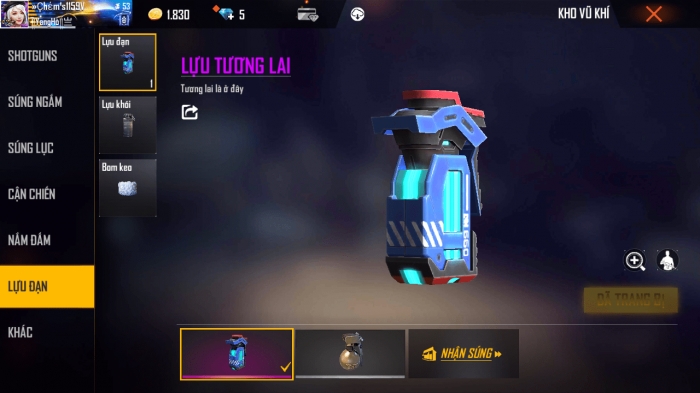 #53
1.830
5
KHO VŨ KHÍ
SHOTGUNS
SÚNG NGẮM
SÚNG LỤC
CẬN CHIẾN
NẮM ĐẤM
LỰU ĐẠN
KHÁC
Lựu đạn
1
Lựu khói
Bom keo
LỰU TƯƠNG LAI
Tương lai là ở đây
ĐÃ TRANG BỊ
NHẬN SÚNG